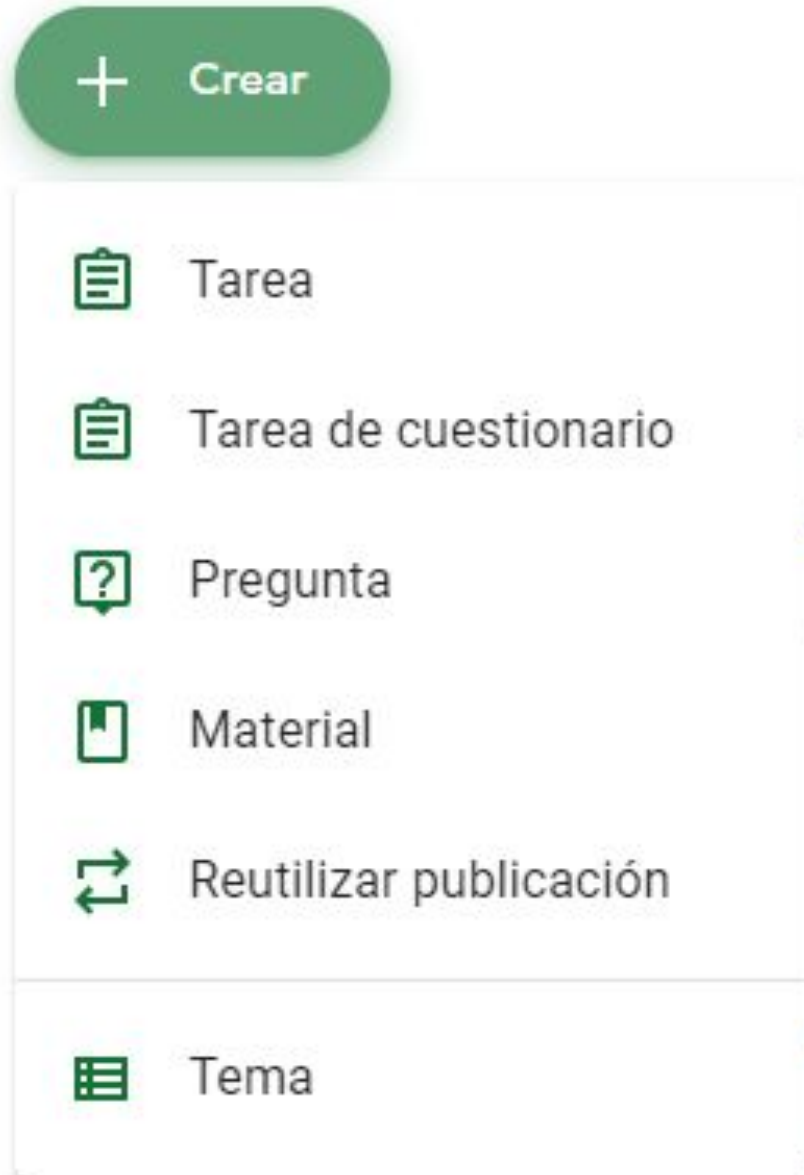 Crear
Tarea
Tarea de cuestionario
Pregunta
Material
Reutilizar publicación
Tema